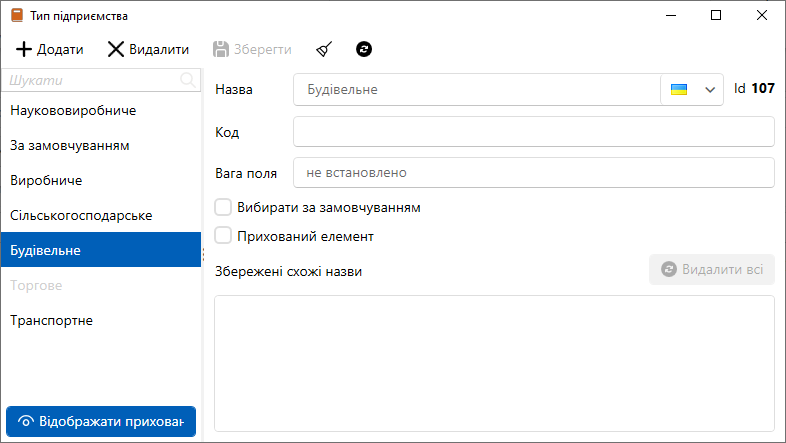 Тип підприємства
Додати Видалити Зберегти
Шукати
Назва Будівельне Id 107
Наукововиробниче
Код
За замовчуванням
Вага поля не встановлено
Виробниче
Вибирати за замовчуванням
Сільськогосподарське
Прихований елемент
Будівельне
Збережені схожі назви Видалити всі
Торгове
Транспортне
Відображати прихован